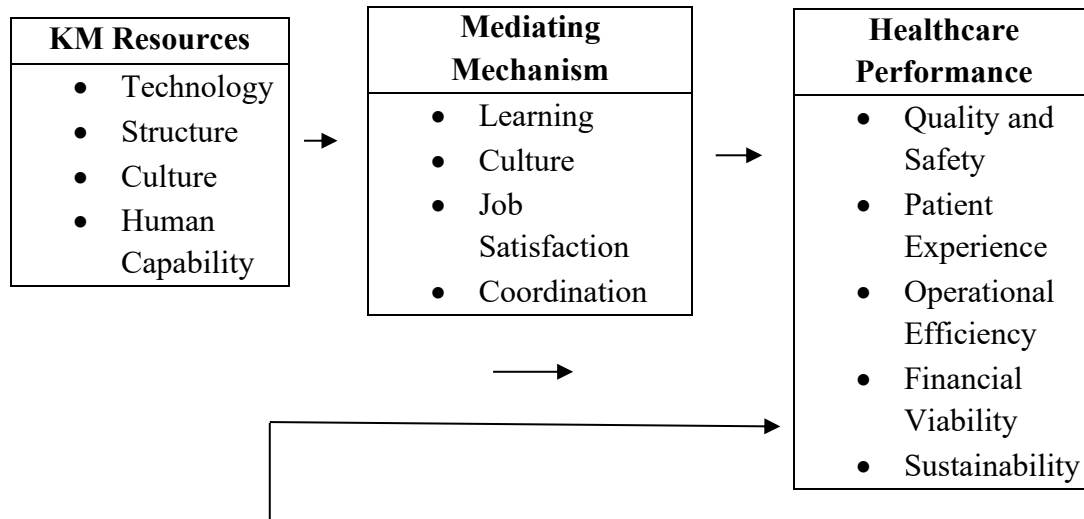 KM Resources
• Technology
• Structure
• Culture
• Human
Capability
Mediating
Mechanism
• Learning
• Culture
• Job
Satisfaction
• Coordination
Healthcare
Performance
• Quality and
Safety
• Patient
Experience
• Operational
Efficiency
• Financial
Viability
• Sustainability